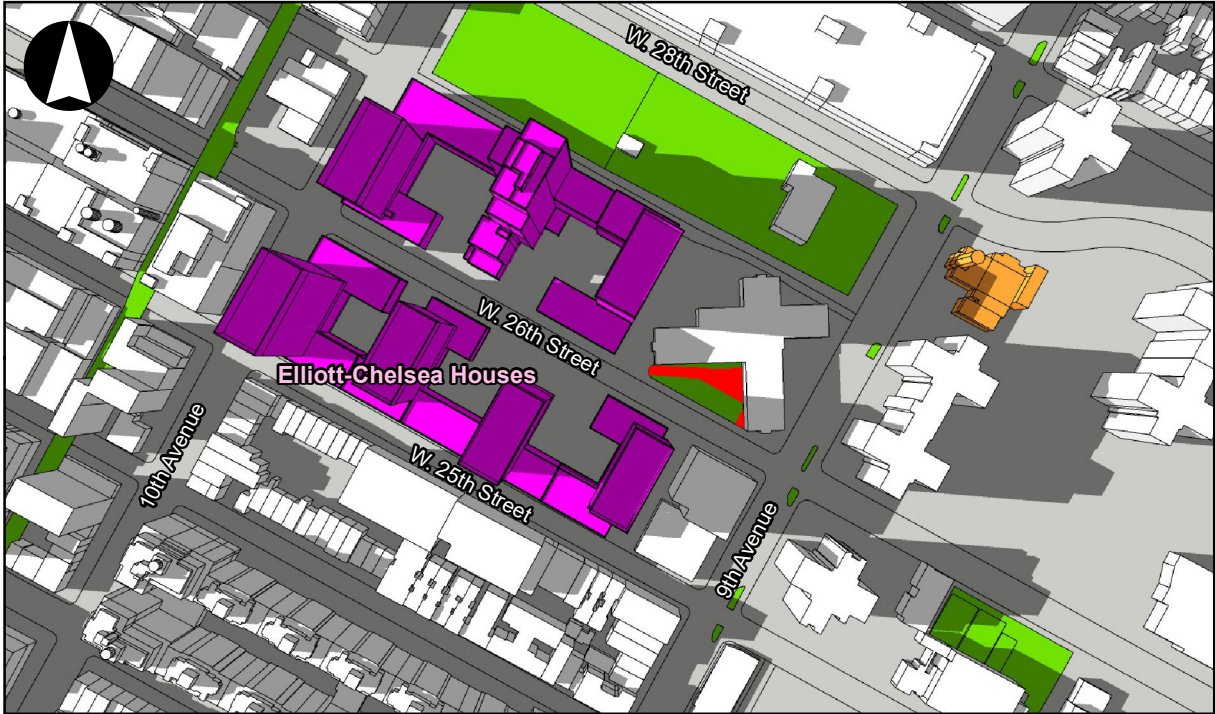 W. 28th Street
W. 26th Street
Elliott-Chelsea Houses
W. 25th Street
10th Avenue
9th Avenue